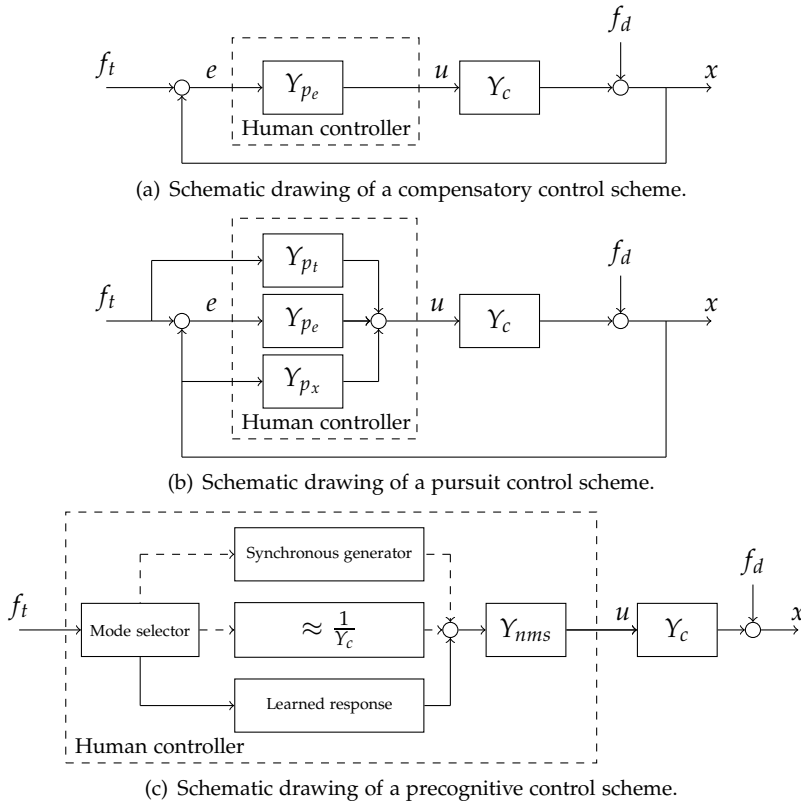 f_d
f_t e Y_{p_e} u Y_c x
Human controller
(a) Schematic drawing of a compensatory control scheme.
Y_{p_t} f_d
f_t e Y_{p_e} u Y_c x
Y_{p_x}
Human controller
(b) Schematic drawing of a pursuit control scheme.
Synchronous generator f_d
f_t Mode selector ≈ \frac{1}{Y_c} Y_{nms} u Y_c x
Learned response
Human controller
(c) Schematic drawing of a precognitive control scheme.